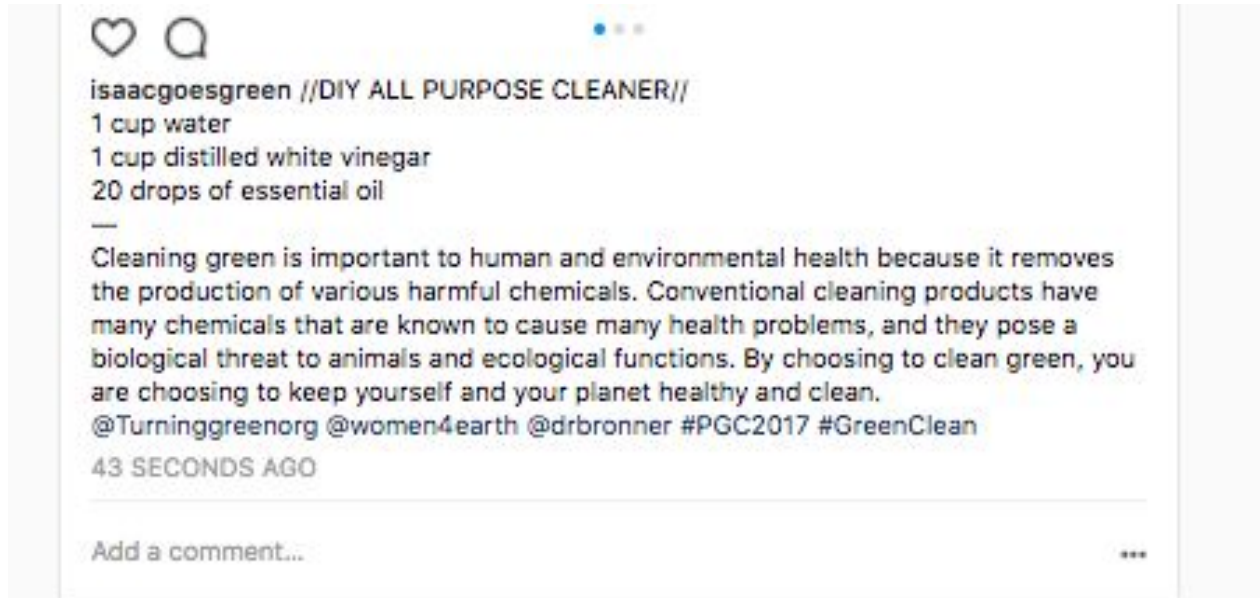 isaacgoesgreen //DIY ALL PURPOSE CLEANER//
1 cup water
1 cup distilled white vinegar
20 drops of essential oil
—
Cleaning green is important to human and environmental health because it removes
the production of various harmful chemicals. Conventional cleaning products have
many chemicals that are known to cause many health problems, and they pose a
biological threat to animals and ecological functions. By choosing to clean green, you
are choosing to keep yourself and your planet healthy and clean.
@Turninggreenorg @women4earth @drbronner #PGC2017 #GreenClean
43 SECONDS AGO
Add a comment...